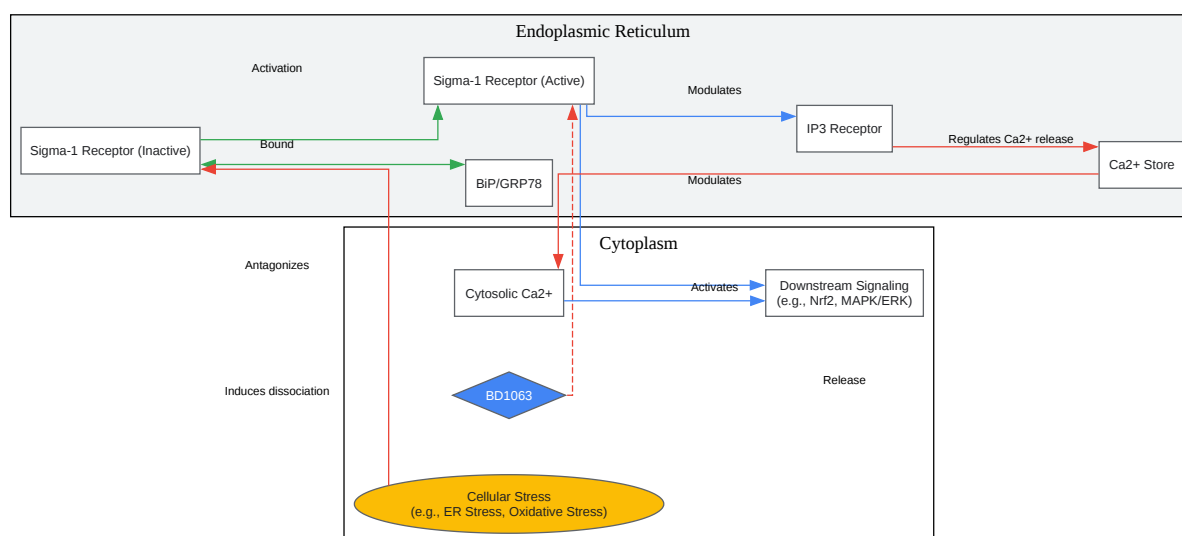 Endoplasmic Reticulum
Activation
Sigma-1 Receptor (Active)
Modulates
IP3 Receptor
Sigma-1 Receptor (Inactive)
Bound
Regulates Ca2+ release
Ca2+ Store
BiP/GRP78
Modulates
Cytoplasm
Antagonizes
Cytosolic Ca2+
Activates
Downstream Signaling
(e.g., Nrf2, MAPK/ERK)
Induces dissociation
BD1063
Release
Cellular Stress
(e.g., ER Stress, Oxidative Stress)